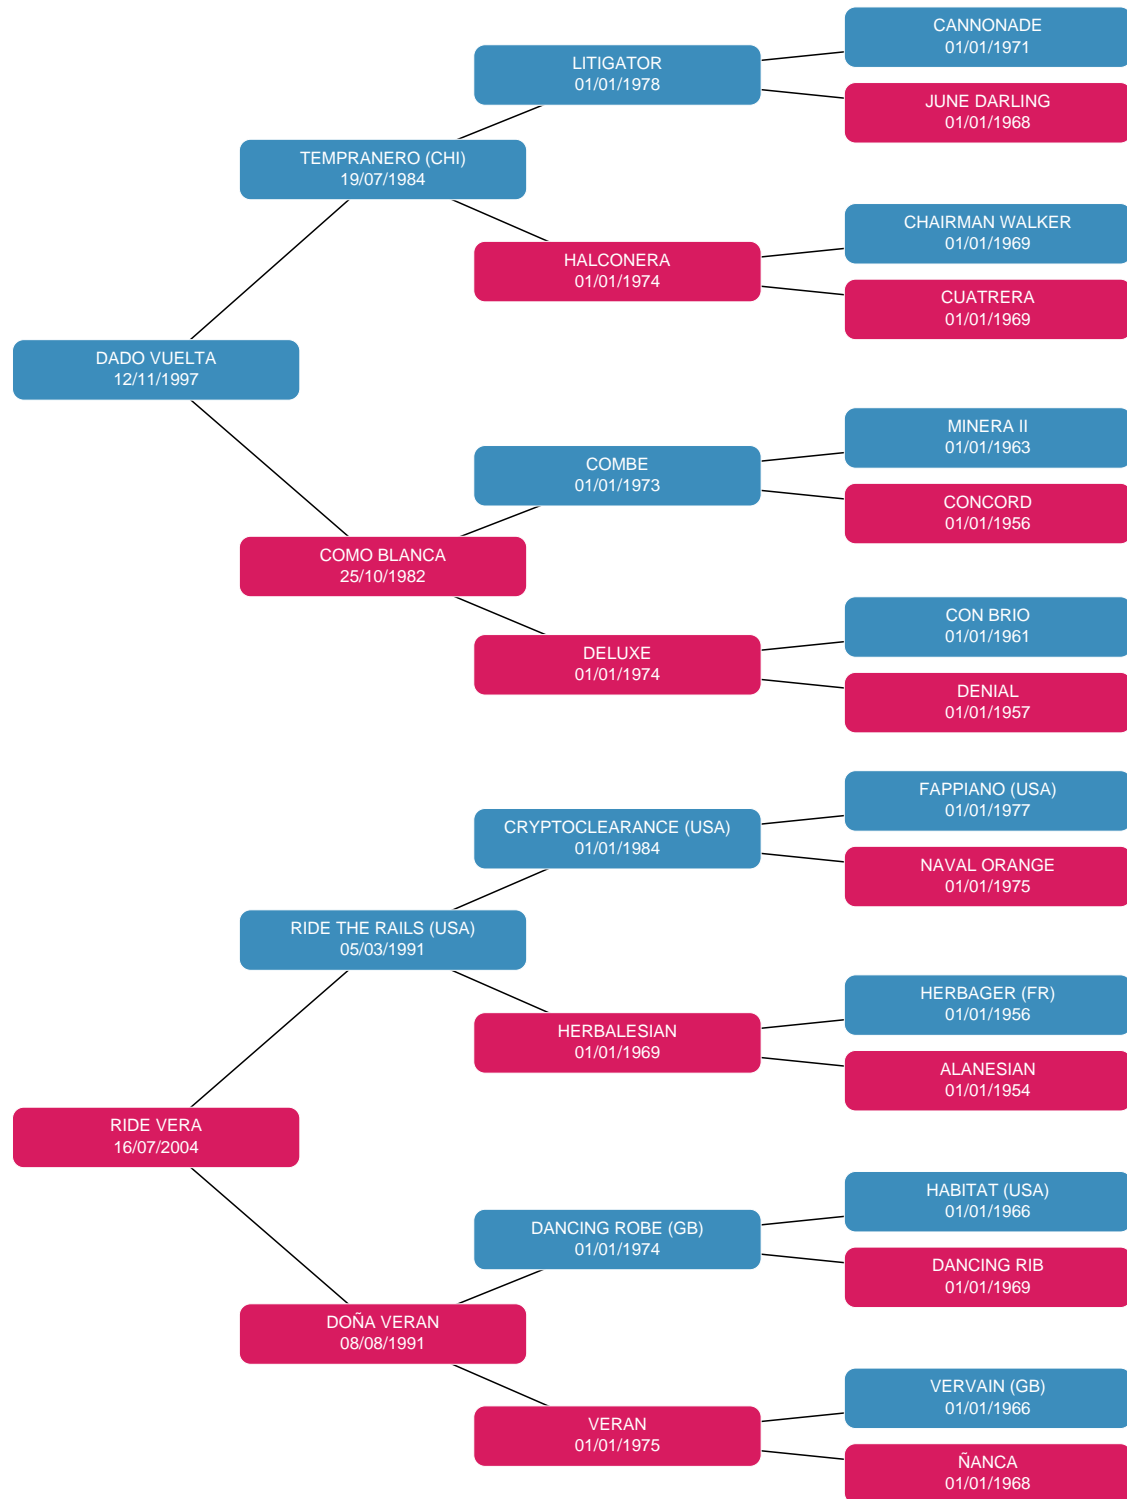 CANNONADE
01/01/1971
LITIGATOR
01/01/1978
JUNE DARLING
01/01/1968
TEMPRANERO (CHI)
19/07/1984
CHAIRMAN WALKER
01/01/1969
HALCONERA
01/01/1974
CUATRERA
01/01/1969
DADO VUELTA
12/11/1997
MINERA II
01/01/1963
COMBE
01/01/1973
CONCORD
01/01/1956
COMO BLANCA
25/10/1982
CON BRIO
01/01/1961
DELUXE
01/01/1974
DENIAL
01/01/1957
FAPPIANO (USA)
01/01/1977
CRYPTOCLEARANCE (USA)
01/01/1984
NAVAL ORANGE
01/01/1975
RIDE THE RAILS (USA)
05/03/1991
HERBAGER (FR)
01/01/1956
HERBALESIAN
01/01/1969
ALANESIAN
01/01/1954
RIDE VERA
16/07/2004
HABITAT (USA)
01/01/1966
DANCING ROBE (GB)
01/01/1974
DANCING RIB
01/01/1969
DOÑA VERAN
08/08/1991
VERVAIN (GB)
01/01/1966
VERAN
01/01/1975
ÑANCA
01/01/1968